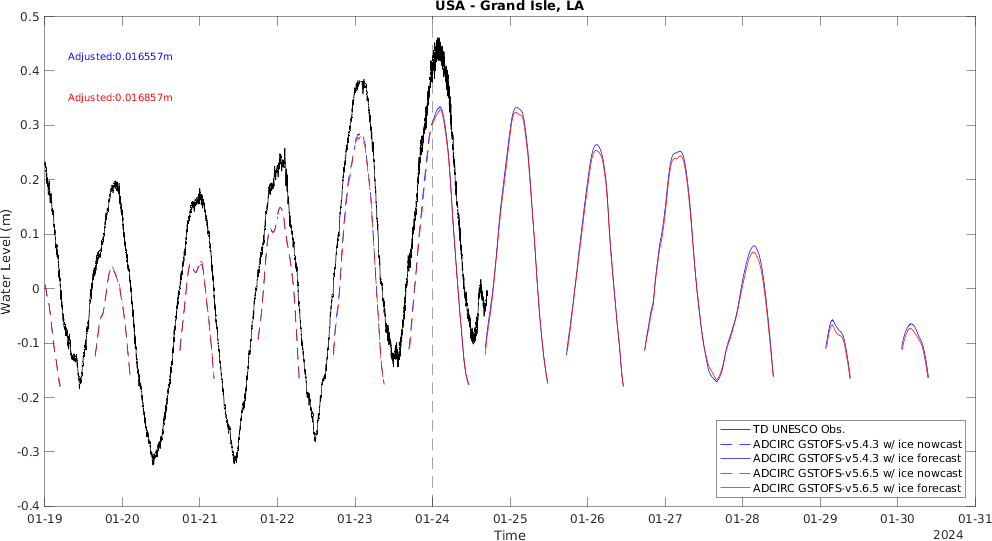 USA - Grand Isle, LA
Adjusted:0.016557m
Adjusted:0.016857m
Water Level (m)
0.5
0.4
0.3
0.2
0.1
0
-0.1
-0.2
-0.3
-0.4
TD UNESCO Obs.
ADCIRC GSTOFS-v5.4.3 w/ ice nowcast
ADCIRC GSTOFS-v5.4.3 w/ ice forecast
ADCIRC GSTOFS-v5.6.5 w/ ice nowcast
ADCIRC GSTOFS-v5.6.5 w/ ice forecast
01-19 01-20 01-21 01-22 01-23 01-24 01-25 01-26 01-27 01-28 01-29 01-30 01-31
Time
2024